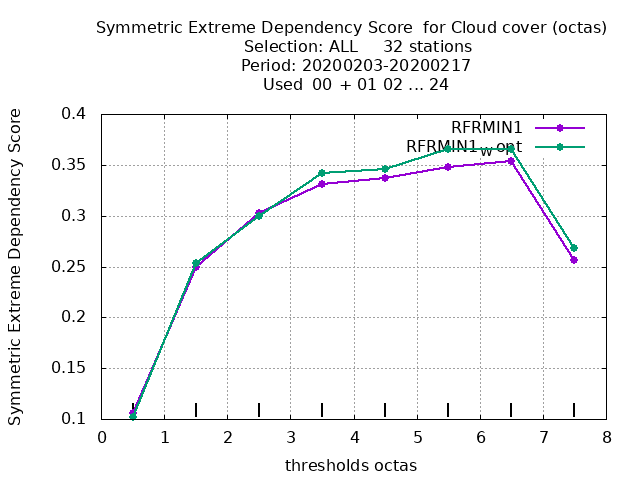 Symmetric Extreme Dependency Score for Cloud cover (octas)
Selection: ALL 32 stations
Period: 20200203-20200217
Used 00 + 01 02 ... 24
Symmetric Extreme Dependency Score
0.4
0.35
0.3
0.25
0.2
0.15
0.1
RFRMIN1
RFRMIN1wopt
0 1 2 3 4 5 6 7 8
thresholds octas